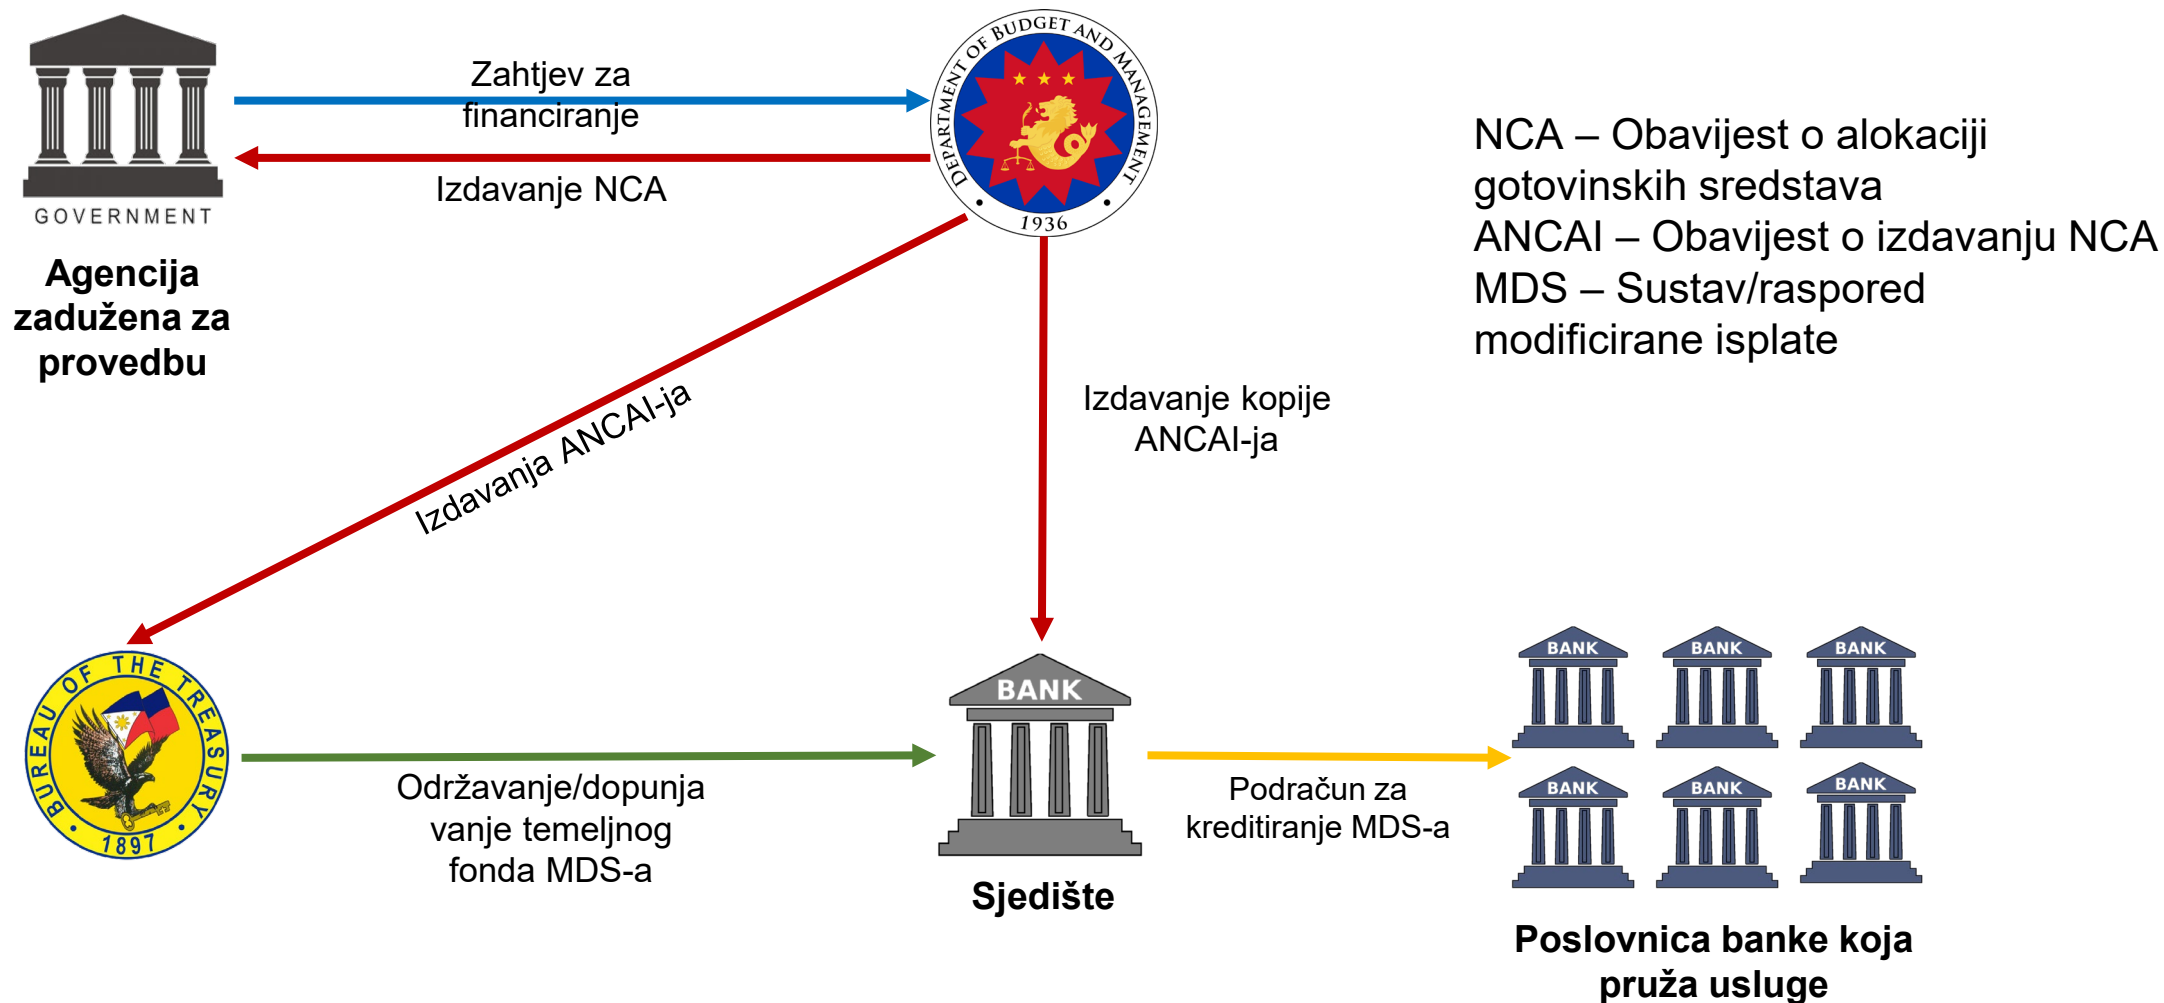 GOVERNMENT
Agencija
zadužena za
provedbu
Zahtjev za
financiranje
Izdavanje NCA
DEPARTMENT OF BUDGET AND MANAGEMENT
1936
NCA – Obavijest o alokaciji
gotovinskih sredstava
ANCAI – Obavijest o izdavanju NCA
MDS – Sustav/raspored
modificirane isplate
Izdavanja ANCAI-ja
Izdavanje kopije
ANCAI-ja
BUREAU OF THE TREASURY
1897
Održavanje/dopunja
vanje temeljnog
fonda MDS-a
BANK
Sjedište
Podračun za
kreditiranje MDS-a
BANK
BANK
BANK
BANK
BANK
BANK
Poslovnica banke koja
pruža usluge